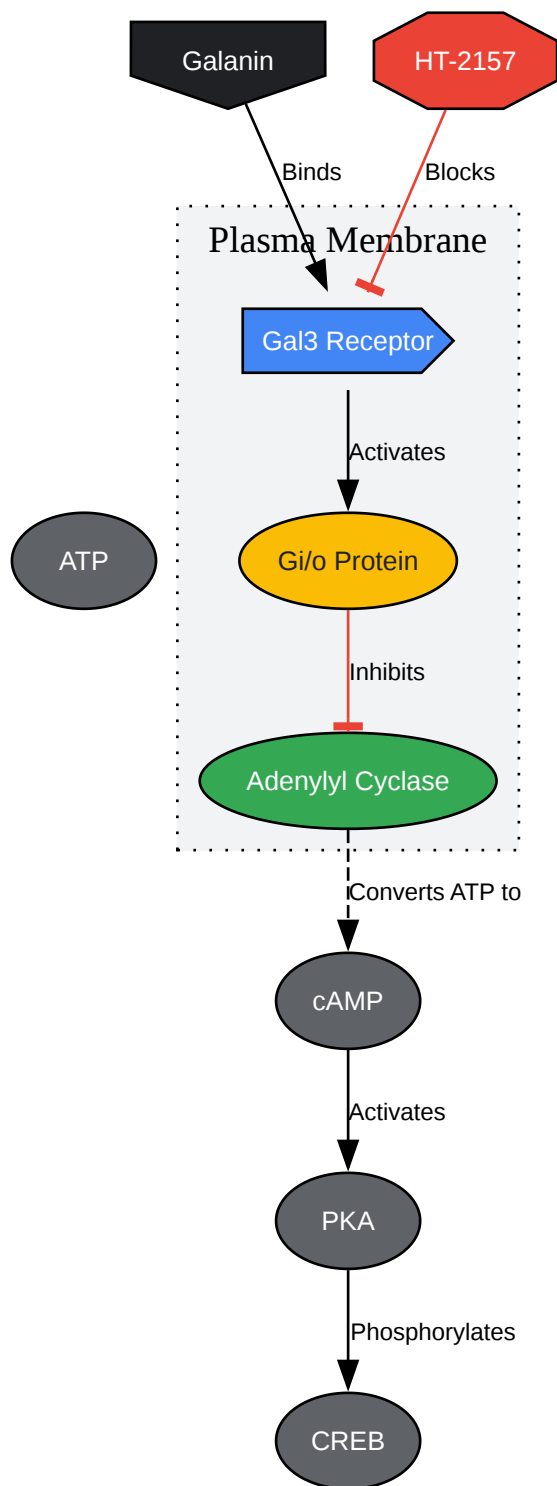 Galanin
HT-2157
Binds
Blocks
Plasma Membrane
Gal3 Receptor
Activates
ATP
Gi/o Protein
Inhibits
Adenylyl Cyclase
Converts ATP to
cAMP
Activates
PKA
Phosphorylates
CREB